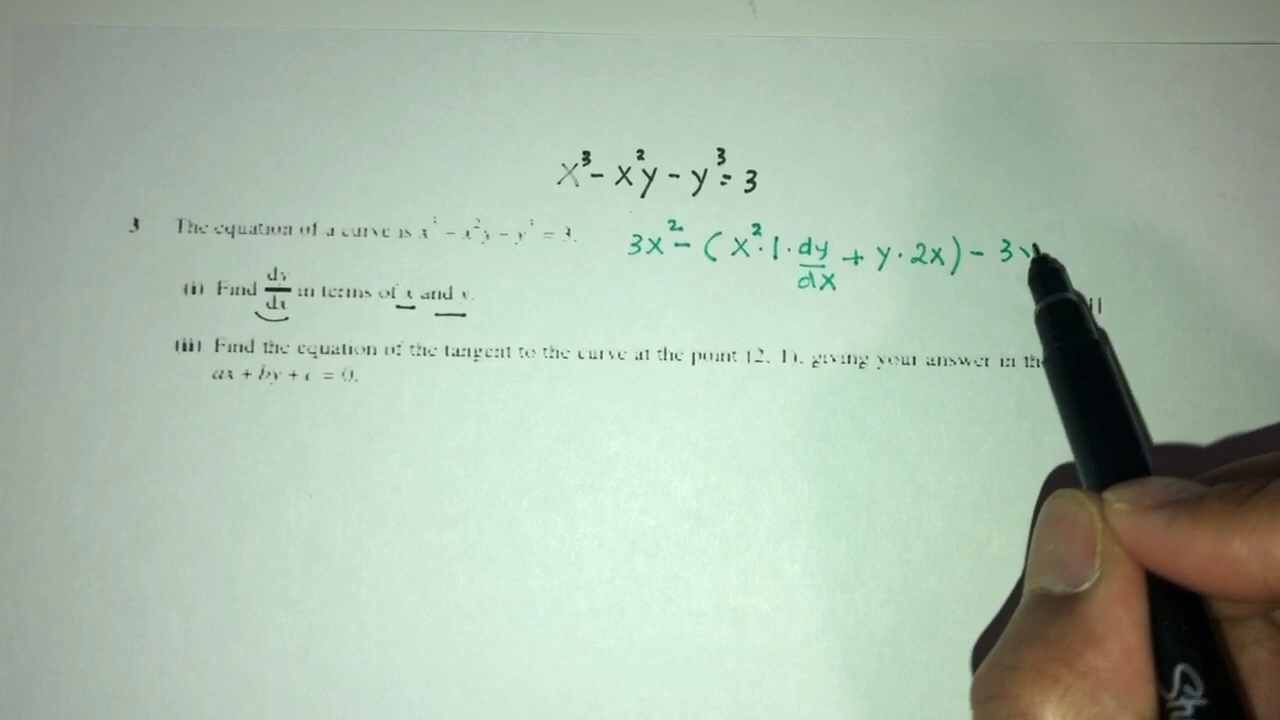 x³ - x²y - y³ = 3
3 The equation of a curve is x³ - x²y - y³ = 3.
3x² - (x²·1·dy/dx + y·2x) - 3y
(i) Find dy/dx in terms of x and y.
(ii) Find the equation of the tangent to the curve at the point (2, 1), giving your answer in the
ax + by + c = 0.
Sh